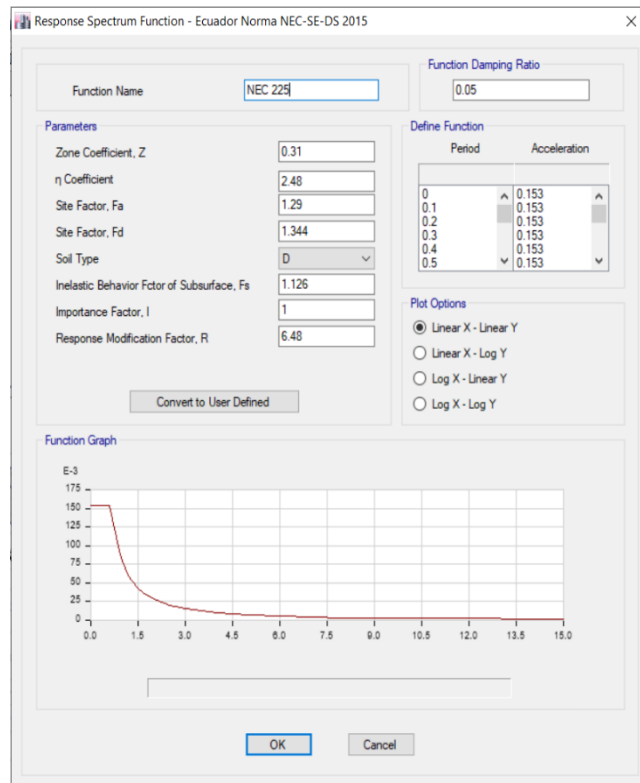 Response Spectrum Function - Ecuador Norma NEC-SE-DS 2015
Function Name NEC 225
Function Damping Ratio
0.05
Parameters
Zone Coefficient, Z 0.31
η Coefficient 2.48
Site Factor, Fa 1.29
Site Factor, Fd 1.344
Soil Type D
Inelastic Behavior Fctor of Subsurface, Fs 1.126
Importance Factor, I 1
Response Modification Factor, R 6.48
Convert to User Defined
Define Function
Period Acceleration
0 0.153
0.1 0.153
0.2 0.153
0.3 0.153
0.4 0.153
0.5 0.153
Plot Options
Linear X - Linear Y
Linear X - Log Y
Log X - Linear Y
Log X - Log Y
Function Graph
E-3
175
150
125
100
75
50
25
0
0.0 1.5 3.0 4.5 6.0 7.5 9.0 10.5 12.0 13.5 15.0
OK Cancel